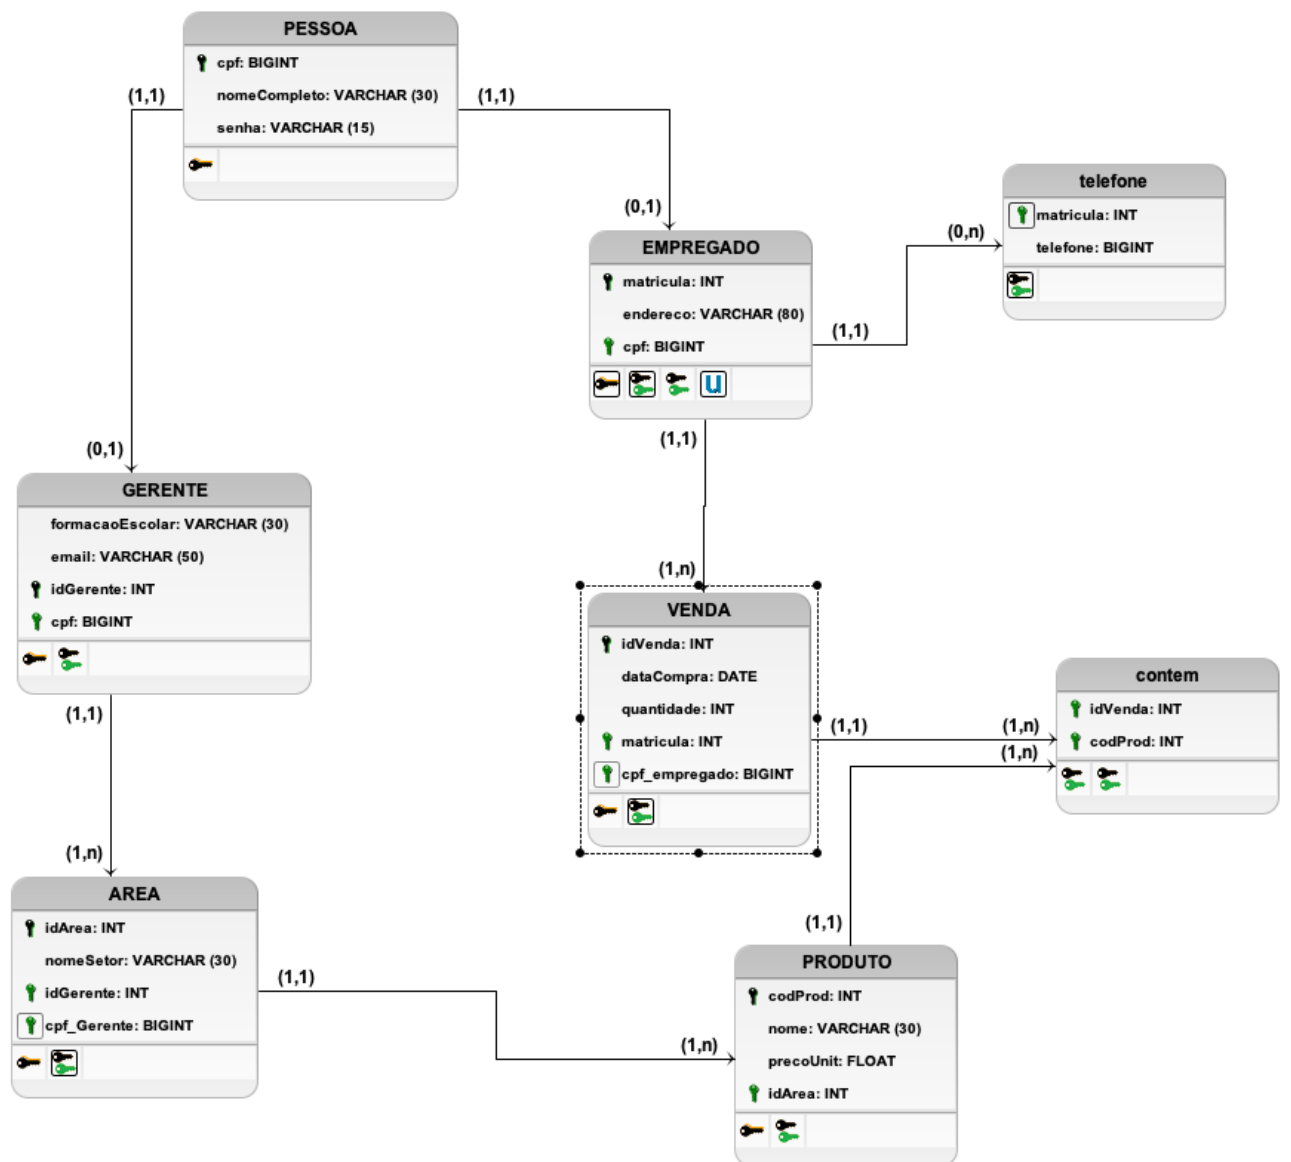 PESSOA
cpf: BIGINT
nomeCompleto: VARCHAR (30)
senha: VARCHAR (15)
(1,1)
(1,1)
(0,1)
(0,1)
EMPREGADO
matricula: INT
endereco: VARCHAR (80)
cpf: BIGINT
u
(1,1)
(0,n)
telefone
matricula: INT
telefone: BIGINT
(1,1)
(1,n)
GERENTE
formacaoEscolar: VARCHAR (30)
email: VARCHAR (50)
idGerente: INT
cpf: BIGINT
(1,1)
(1,n)
VENDA
idVenda: INT
dataCompra: DATE
quantidade: INT
matricula: INT
cpf_empregado: BIGINT
(1,1)
(1,n)
(1,n)
contem
idVenda: INT
codProd: INT
AREA
idArea: INT
nomeSetor: VARCHAR (30)
idGerente: INT
cpf_Gerente: BIGINT
(1,1)
(1,n)
(1,1)
PRODUTO
codProd: INT
nome: VARCHAR (30)
precoUnit: FLOAT
idArea: INT